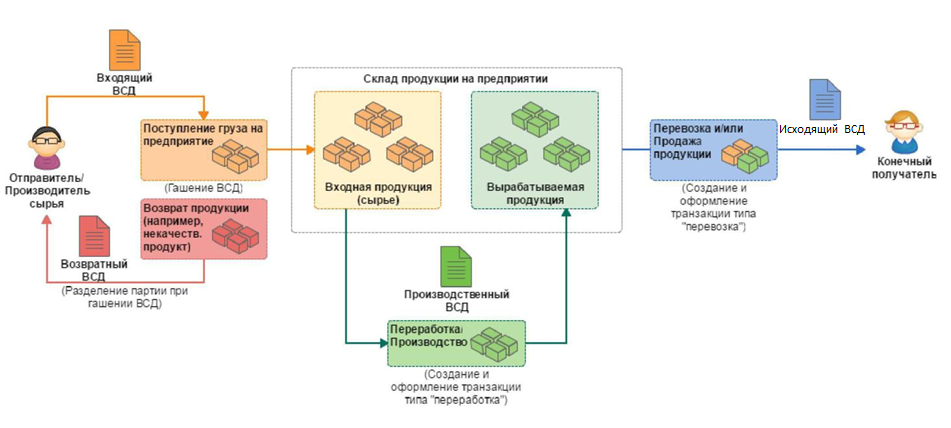 Входящий
ВСД
Отправитель/
Производитель
сырья
Поступление груза на
предприятие
(Гашение ВСД)
Возврат продукции
(например,
некачеств.
продукт)
Возвратный
ВСД
(Разделение партии при
гашении ВСД)
Склад продукции на предприятии
Входная продукция
(сырье)
Вырабатываемая
продукция
Производственный
ВСД
Переработка/
Производство
(Создание и
оформление транзакции
типа "переработка")
Перевозка и/или
Продажа
продукции
(Создание и
оформление
транзакции типа
"перевозка")
Исходящий ВСД
Конечный
получатель